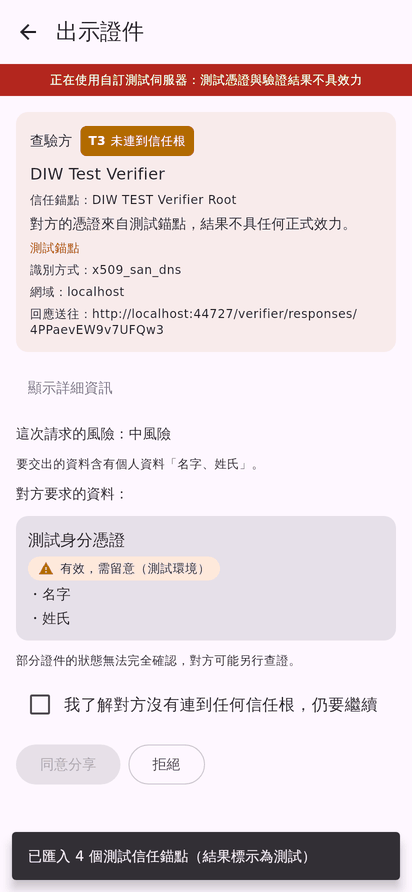 出示證件
正在使用自訂測試伺服器：測試憑證與驗證結果不具效力
查驗方 T3 未連到信任根
DIW Test Verifier
信任錨點：DIW TEST Verifier Root
對方的憑證來自測試錨點，結果不具任何正式效力。
測試錨點
識別方式：x509_san_dns
網域：localhost
回應送往：http://localhost:44727/verifier/responses/
4PPaevEW9v7UFQw3
顯示詳細資訊
這次請求的風險：中風險
要交出的資料含有個人資料「名字、姓氏」。
對方要求的資料：
測試身分憑證
有效，需留意（測試環境）
・名字
・姓氏
部分證件的狀態無法完全確認，對方可能另行查證。
我了解對方沒有連到任何信任根，仍要繼續
同意分享 拒絕
已匯入 4 個測試信任錨點（結果標示為測試）